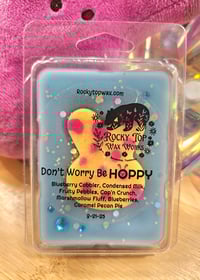 Rockytopwax.com
Rocky Top
Wax Works
Don't Worry Be HOPPY
Blueberry Cobbler, Condensed Milk,
Fruity Pebbles, Cap'n Crunch,
Marshmallow Fluff, Blueberries,
Caramel Pecan Pie
2-21-23